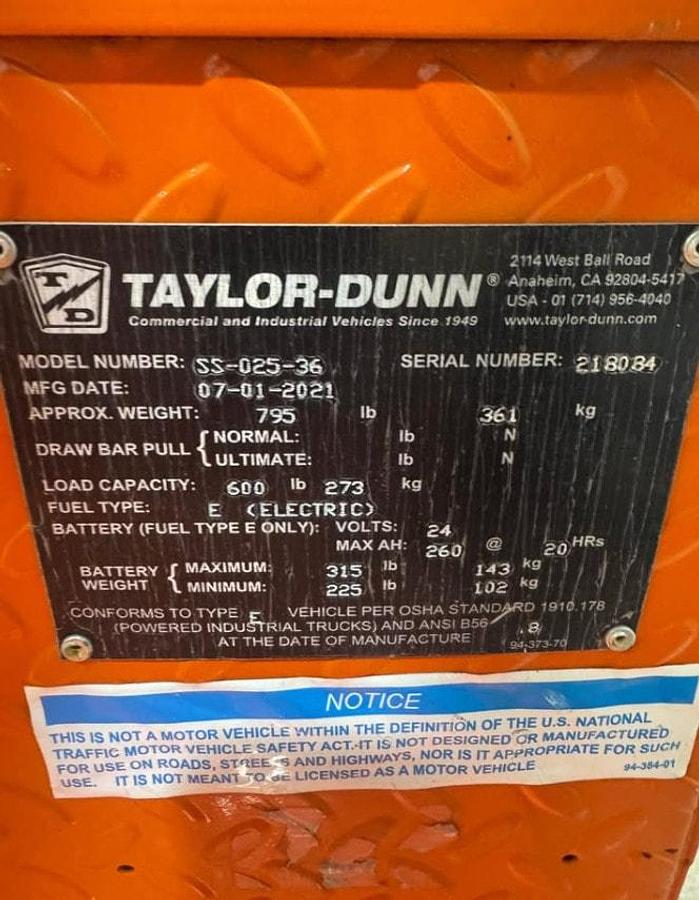 TD
TAYLOR-DUNN®
Commercial and Industrial Vehicles Since 1949
2114 West Ball Road
Anaheim, CA 92804-5417
USA - 01 (714) 956-4040
www.taylor-dunn.com
MODEL NUMBER: SS-025-36 SERIAL NUMBER: 218084
MFG DATE: 07-01-2021
APPROX. WEIGHT: 795 lb 361 kg
DRAW BAR PULL { NORMAL: lb N
ULTIMATE: lb N
LOAD CAPACITY: 600 lb 273 kg
FUEL TYPE: E (ELECTRIC)
BATTERY (FUEL TYPE E ONLY): VOLTS: 24
MAX AH: 260 @ 20 HRs
BATTERY WEIGHT { MAXIMUM: 315 lb 143 kg
MINIMUM: 225 lb 102 kg
CONFORMS TO TYPE E VEHICLE PER OSHA STANDARD 1910.178
(POWERED INDUSTRIAL TRUCKS) AND ANSI B56 .8
AT THE DATE OF MANUFACTURE 94-373-70
NOTICE
THIS IS NOT A MOTOR VEHICLE WITHIN THE DEFINITION OF THE U.S. NATIONAL
TRAFFIC MOTOR VEHICLE SAFETY ACT. IT IS NOT DESIGNED OR MANUFACTURED
FOR USE ON ROADS, STREETS AND HIGHWAYS, NOR IS IT APPROPRIATE FOR SUCH
USE. IT IS NOT MEANT TO BE LICENSED AS A MOTOR VEHICLE 94-384-01